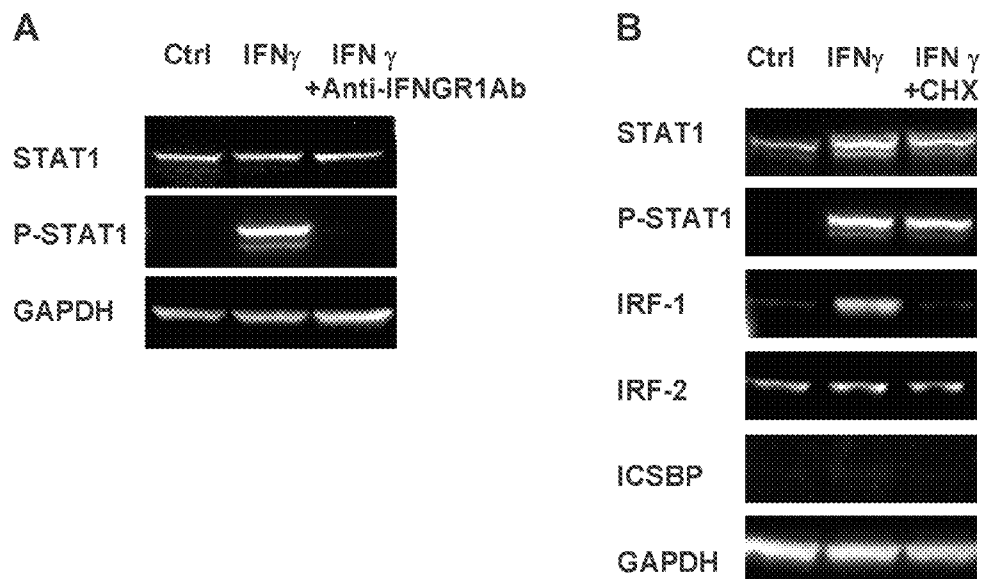 A
Ctrl IFNγ IFN γ
+Anti-IFNGR1Ab
STAT1
P-STAT1
GAPDH
B
Ctrl IFNγ IFN γ
+CHX
STAT1
P-STAT1
IRF-1
IRF-2
ICSBP
GAPDH